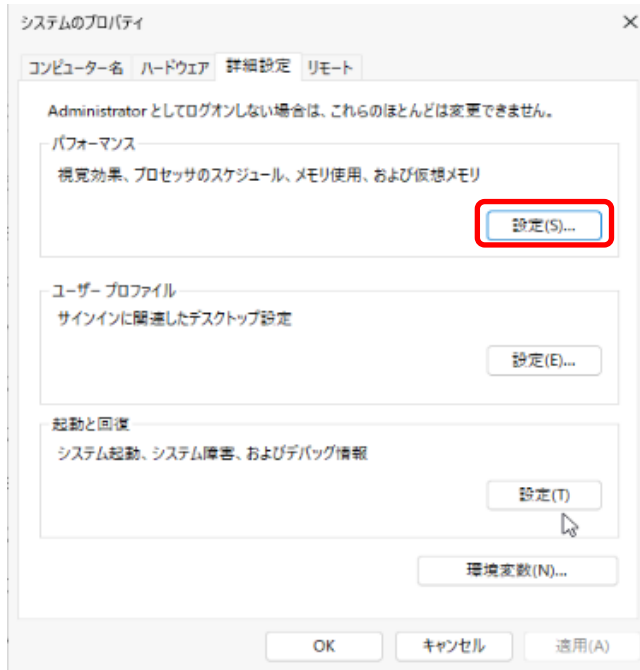 システムのプロパティ
コンピューター名 ハードウェア 詳細設定 リモート
Administrator としてログオンしない場合は、これらのほとんどは変更できません。
パフォーマンス
視覚効果、プロセッサのスケジュール、メモリ使用、および仮想メモリ
設定(S)...
ユーザー プロファイル
サインインに関連したデスクトップ設定
設定(E)...
起動と回復
システム起動、システム障害、およびデバッグ情報
設定(T)
環境変数(N)...
OK キャンセル 適用(A)